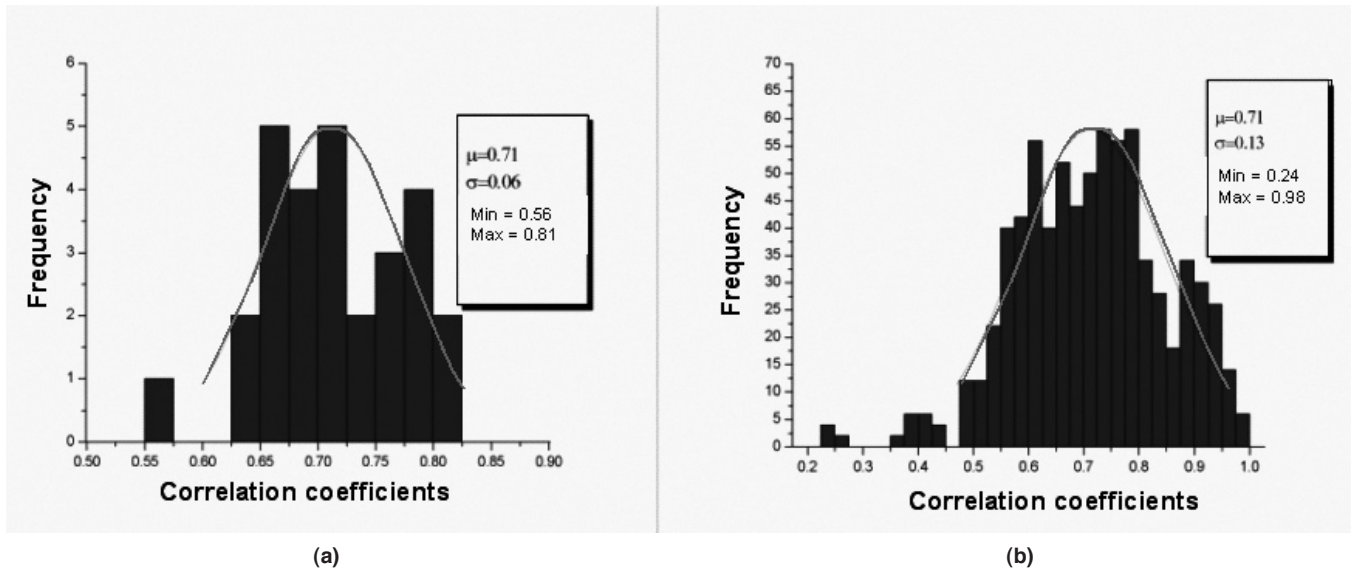 6
5
4
3
2
1
0
Frequency
0.50 0.55 0.60 0.65 0.70 0.75 0.80 0.85 0.90
Correlation coefficients
μ=0.71
σ=0.06
Min = 0.56
Max = 0.81
(a)
70
65
60
55
50
45
40
35
30
25
20
15
10
5
0
Frequency
0.2 0.3 0.4 0.5 0.6 0.7 0.8 0.9 1.0
Correlation coefficients
μ=0.71
σ=0.13
Min = 0.24
Max = 0.98
(b)